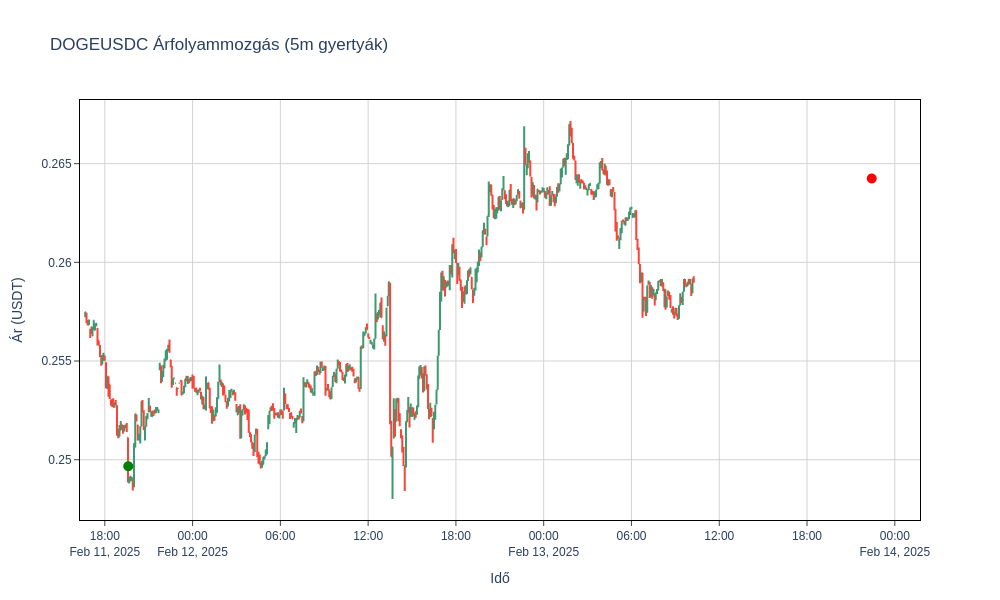 DOGEUSDC Árfolyammozgás (5m gyertyák)
Ár (USDT)
0.265
0.26
0.255
0.25
18:00 00:00 06:00 12:00 18:00 00:00 06:00 12:00 18:00 00:00
Feb 11, 2025 Feb 12, 2025 Feb 13, 2025 Feb 14, 2025
Idő